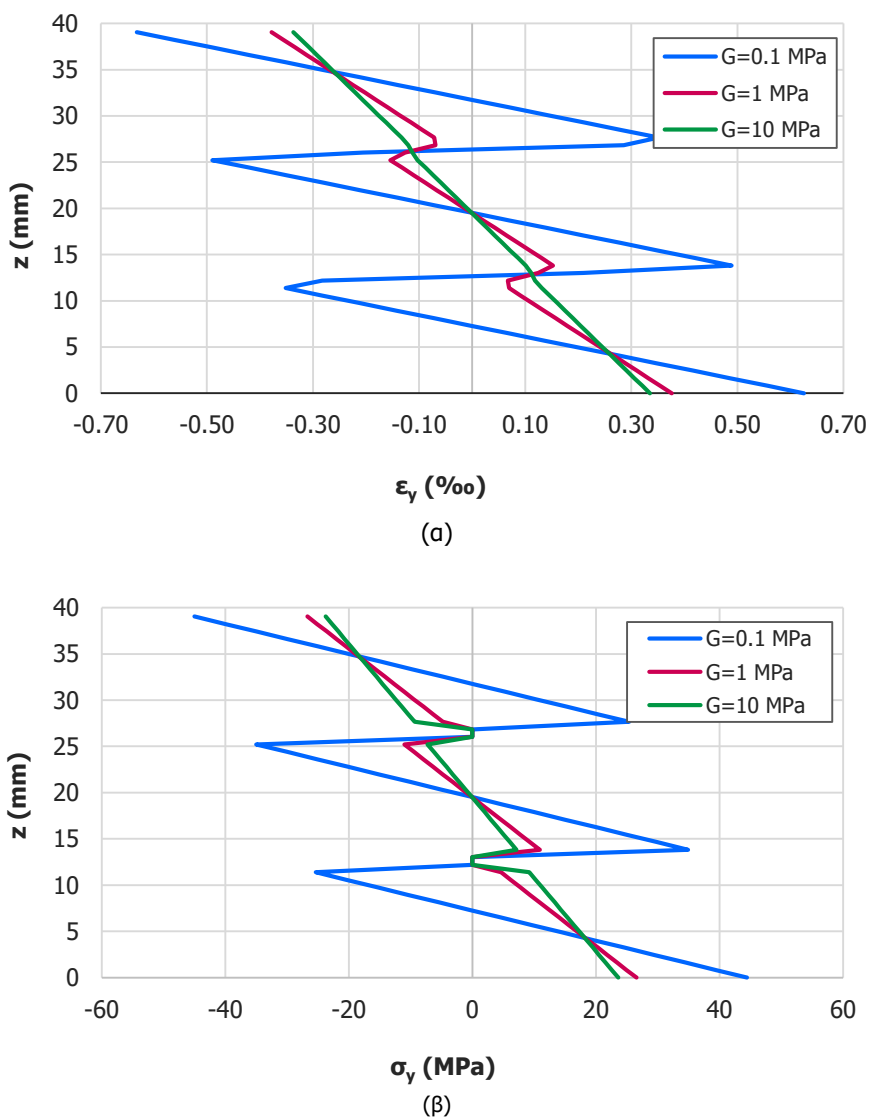 40
35
30
25
20
15
10
5
0
z (mm)
G=0.1 MPa
G=1 MPa
G=10 MPa
-0.70 -0.50 -0.30 -0.10 0.10 0.30 0.50 0.70
εy (‰)
(α)
40
35
30
25
20
15
10
5
0
z (mm)
G=0.1 MPa
G=1 MPa
G=10 MPa
-60 -40 -20 0 20 40 60
σy (MPa)
(β)